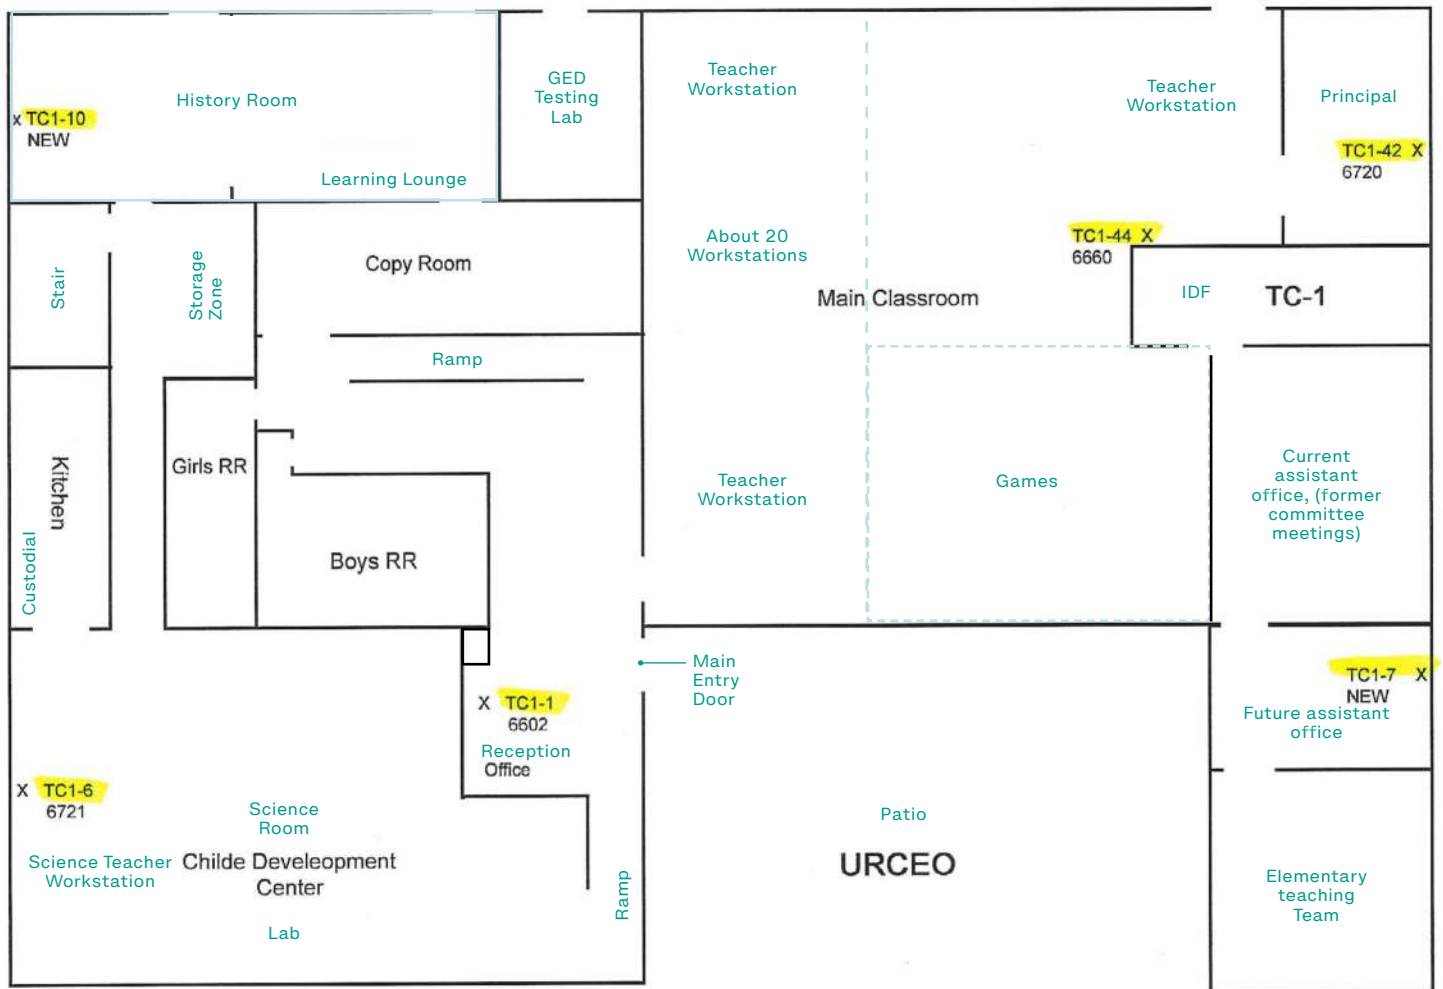 History Room
x TC1-10
NEW
Learning Lounge
GED
Testing
Lab
Teacher
Workstation
Teacher
Workstation
Principal
TC1-42 X
6720
TC1-44 X
6660
About 20
Workstations
Main Classroom
IDF
TC-1
Stair
Storage
Zone
Copy Room
Ramp
Kitchen
Custodial
Girls RR
Boys RR
Teacher
Workstation
Games
Current
assistant
office, (former
committee
meetings)
Main
Entry
Door
X TC1-1
6602
Reception
Office
TC1-7 X
NEW
Future assistant
office
X TC1-6
6721
Science
Room
Science Teacher
Workstation
Childe Develeopment
Center
Lab
Ramp
Patio
URCEO
Elementary
teaching
Team